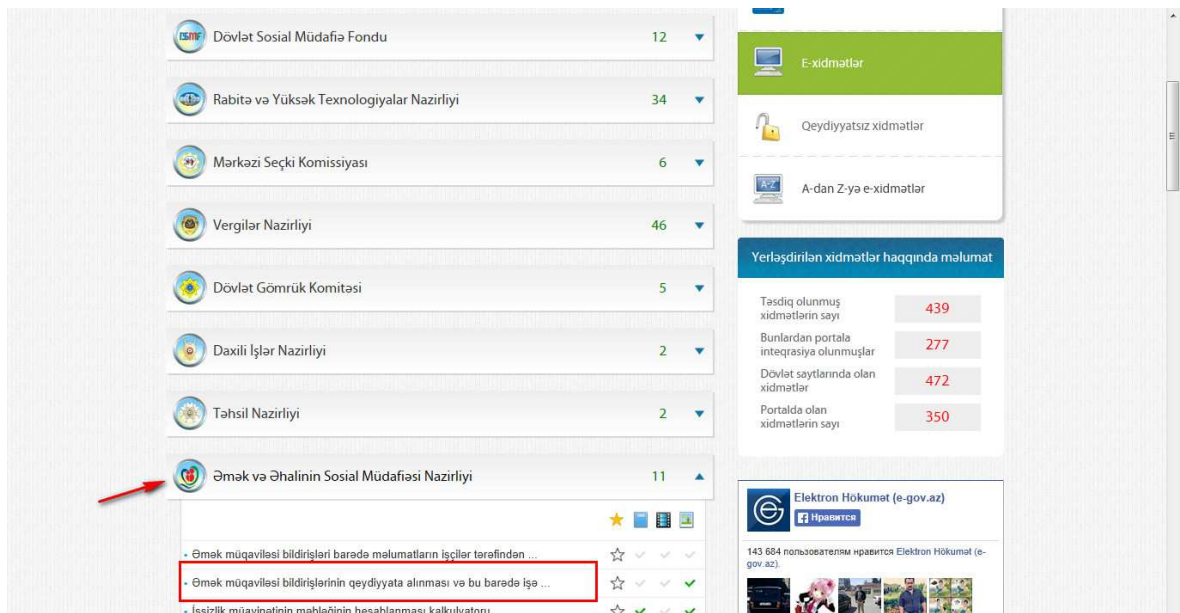 Dövlət Sosial Müdafiə Fondu 12
Rabitə və Yüksək Texnologiyalar Nazirliyi 34
Mərkəzi Seçki Komissiyası 6
Vergilər Nazirliyi 46
Dövlət Gömrük Komitəsi 5
Daxili İşlər Nazirliyi 2
Təhsil Nazirliyi 2
Əmək və Əhalinin Sosial Müdafiəsi Nazirliyi 11
Əmək müqaviləsi bildirişləri barədə məlumatların işçilər tərəfindən ...
Əmək müqaviləsi bildirişlərinin qeydiyyata alınması və bu barədə işə ...
İşsizlik müavinətinin məbləğinin hesablanması kalkulyatoru
E-xidmətlər
Qeydiyyatsız xidmətlər
A-Z
A-dan Z-yə e-xidmətlər
Yerləşdirilən xidmətlər haqqında məlumat
Təsdiq olunmuş
xidmətlərin sayı 439
Bunlardan portala
inteqrasiya olunmuşlar 277
Dövlət saytlarında olan
xidmətlər 472
Portalda olan
xidmətlərin sayı 350
Elektron Hökumət (e-gov.az)
Нравится
143 684 пользователям нравится Elektron Hökumət (e-
gov.az).